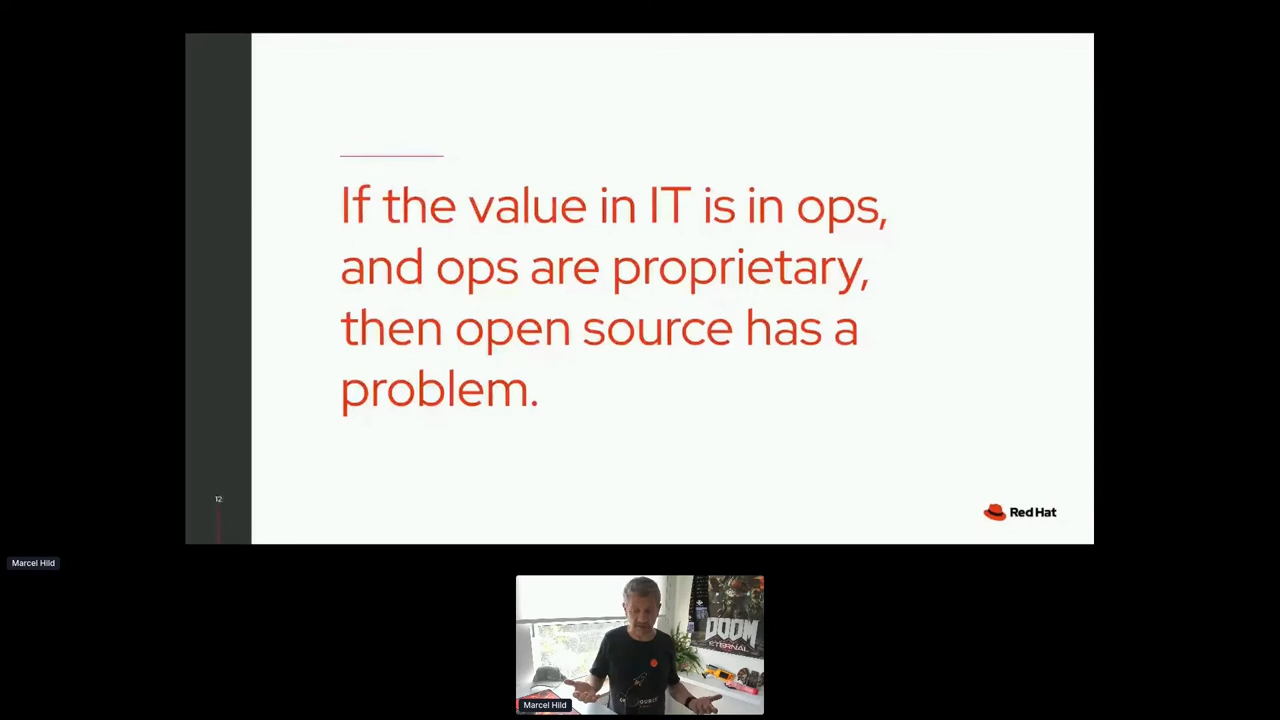 If the value in IT is in ops,
and ops are proprietary,
then open source has a
problem.
12
Red Hat
Marcel Hild
DOOM
ETERNAL
Marcel Hild